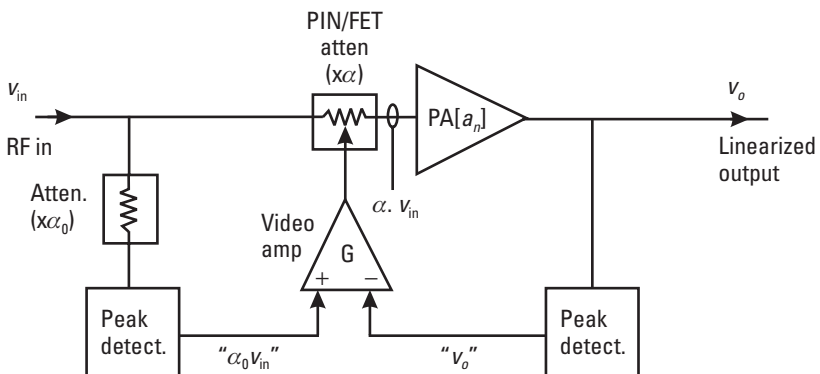 PIN/FET
atten
(xα)
v_in
RF in
PA[a_n]
v_o
Linearized
output
Atten.
(xα_0)
α. v_in
Video
amp
G
+
−
Peak
detect.
Peak
detect.
“α_0v_in”
“v_o”